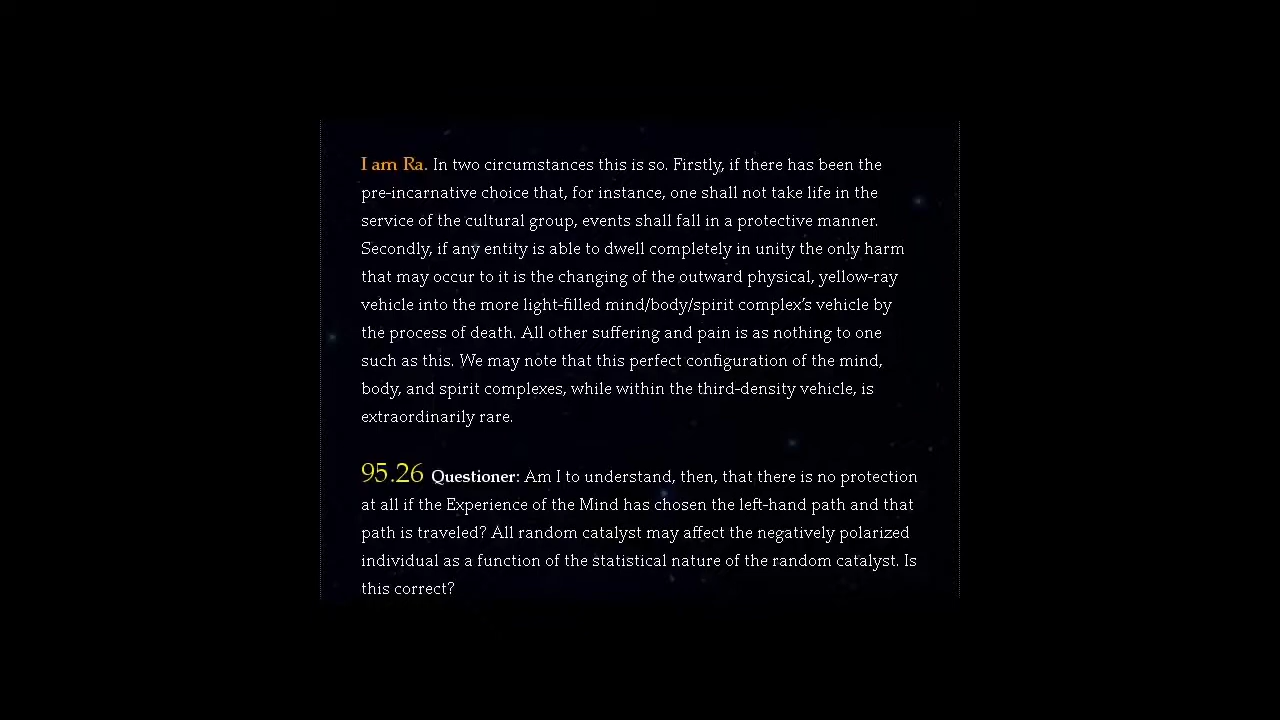 I am Ra. In two circumstances this is so. Firstly, if there has been the
pre-incarnative choice that, for instance, one shall not take life in the
service of the cultural group, events shall fall in a protective manner.
Secondly, if any entity is able to dwell completely in unity the only harm
that may occur to it is the changing of the outward physical, yellow-ray
vehicle into the more light-filled mind/body/spirit complex’s vehicle by
the process of death. All other suffering and pain is as nothing to one
such as this. We may note that this perfect configuration of the mind,
body, and spirit complexes, while within the third-density vehicle, is
extraordinarily rare.
95.26 Questioner: Am I to understand, then, that there is no protection
at all if the Experience of the Mind has chosen the left-hand path and that
path is traveled? All random catalyst may affect the negatively polarized
individual as a function of the statistical nature of the random catalyst. Is
this correct?